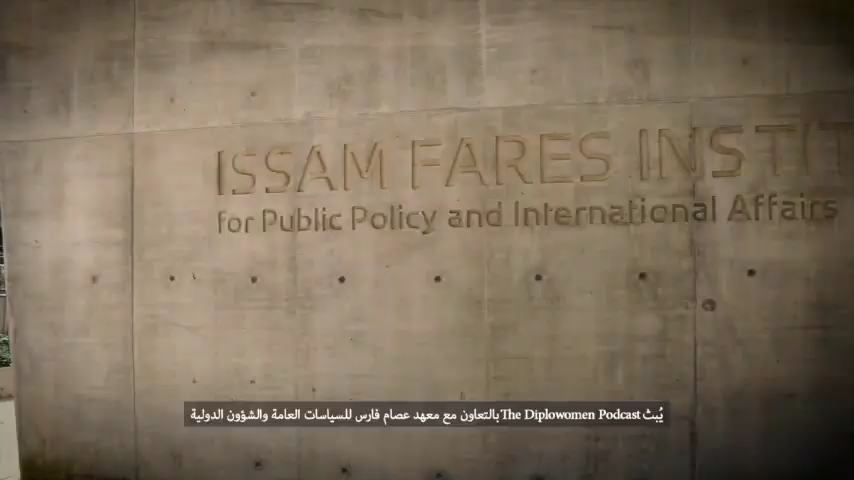 ISSAM FARES INSTIT
for Public Policy and International Affairs
يُبث The Diplowomen Podcast بالتعاون مع معهد عصام فارس للسياسات العامة والشؤون الدولية